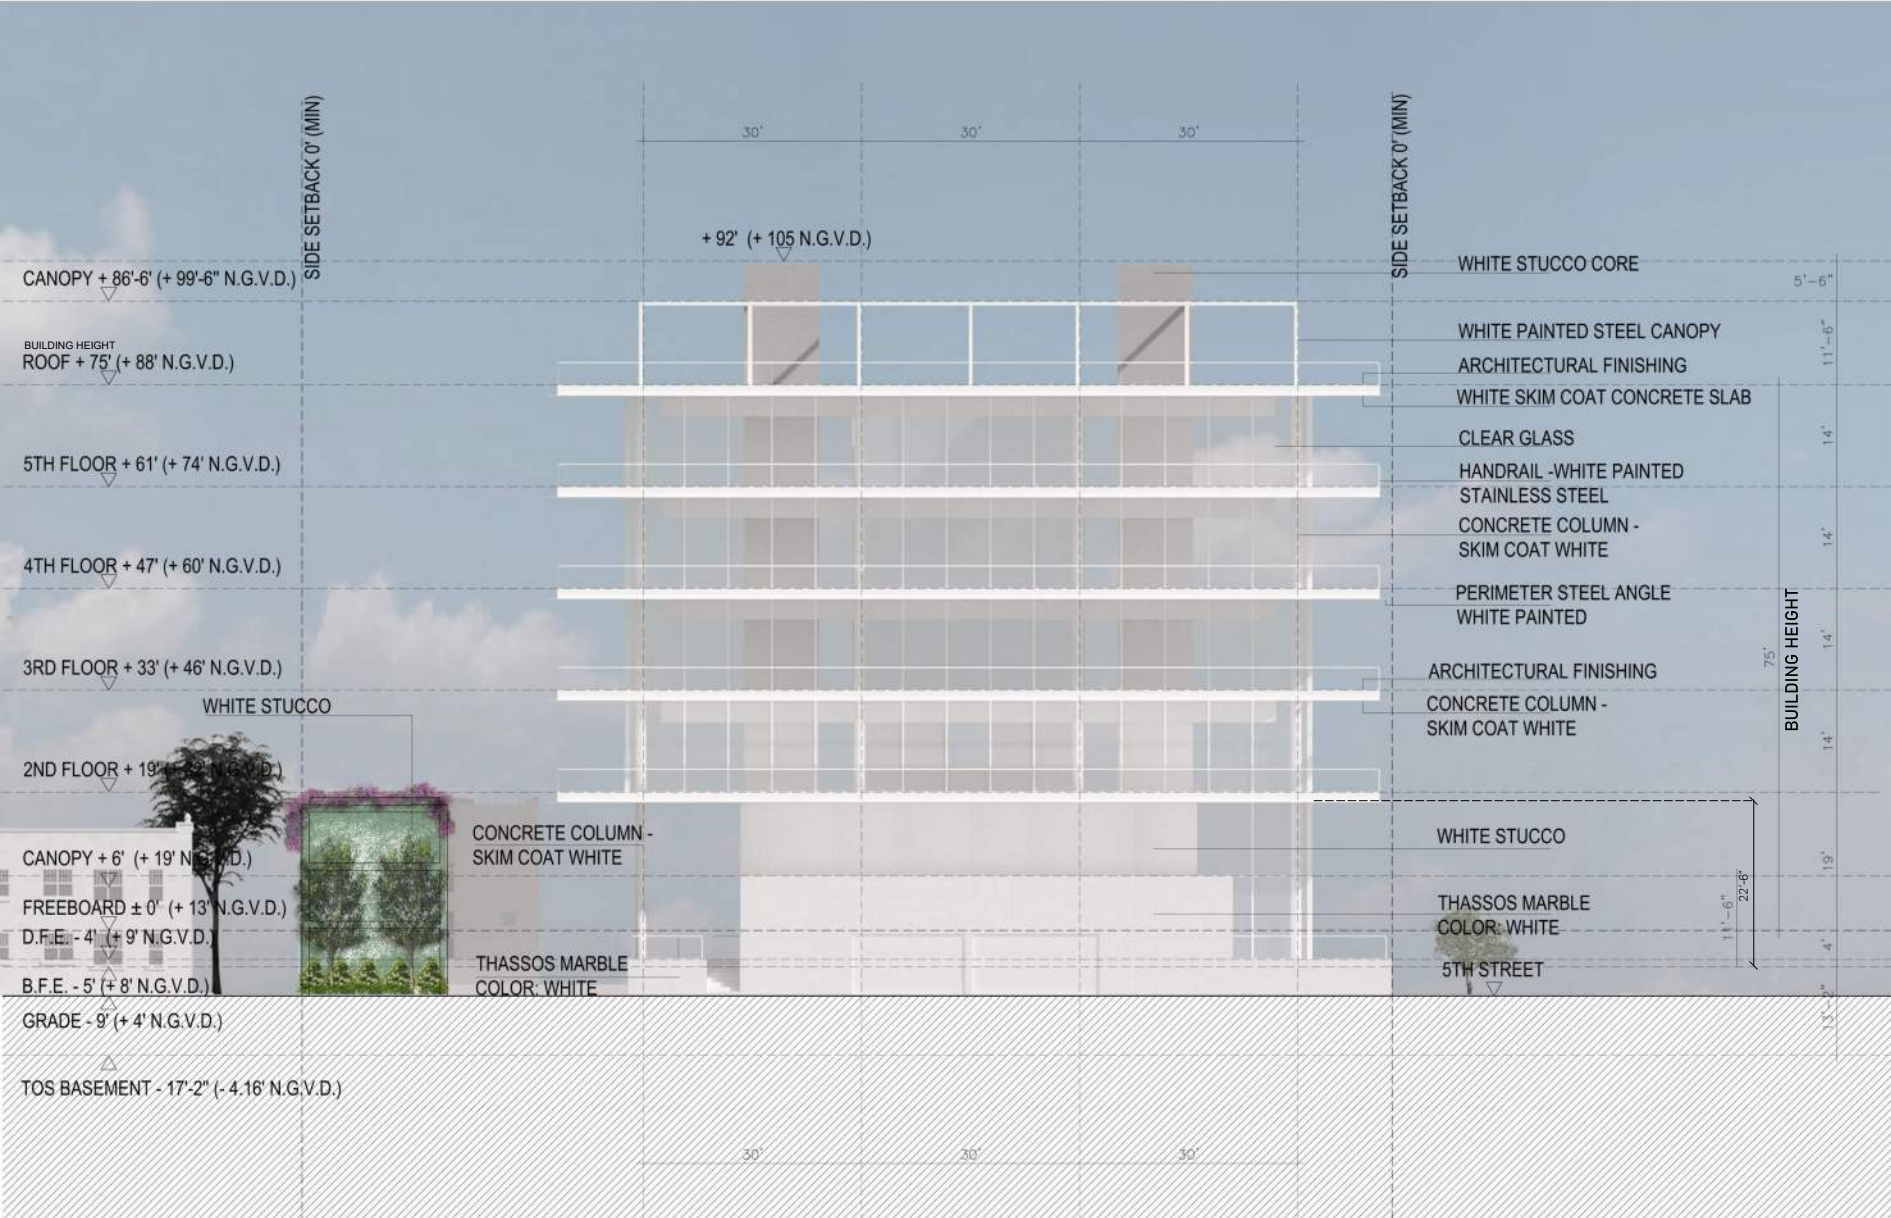 SIDE SETBACK 0' (MIN)
SIDE SETBACK 0' (MIN)
30'
30'
30'
+ 92' (+ 105 N.G.V.D.)
CANOPY + 86'-6' (+ 99'-6" N.G.V.D.)
BUILDING HEIGHT
ROOF + 75' (+ 88' N.G.V.D.)
5TH FLOOR + 61' (+ 74' N.G.V.D.)
4TH FLOOR + 47' (+ 60' N.G.V.D.)
3RD FLOOR + 33' (+ 46' N.G.V.D.)
WHITE STUCCO
2ND FLOOR + 19' (+ 32' N.G.V.D.)
CANOPY + 6' (+ 19' N.G.V.D.)
FREEBOARD ± 0' (+ 13' N.G.V.D.)
D.F.E. - 4' (+ 9' N.G.V.D.)
B.F.E. - 5' (+ 8' N.G.V.D.)
GRADE - 9' (+ 4' N.G.V.D.)
TOS BASEMENT - 17'-2" (- 4.16' N.G.V.D.)
CONCRETE COLUMN -
SKIM COAT WHITE
THASSOS MARBLE
COLOR: WHITE
WHITE STUCCO CORE
WHITE PAINTED STEEL CANOPY
ARCHITECTURAL FINISHING
WHITE SKIM COAT CONCRETE SLAB
CLEAR GLASS
HANDRAIL -WHITE PAINTED
STAINLESS STEEL
CONCRETE COLUMN -
SKIM COAT WHITE
PERIMETER STEEL ANGLE
WHITE PAINTED
ARCHITECTURAL FINISHING
CONCRETE COLUMN -
SKIM COAT WHITE
WHITE STUCCO
THASSOS MARBLE
COLOR: WHITE
5TH STREET
5'-6"
11'-6"
14'
14'
14'
14'
19'
4'
13'-2"
75'
BUILDING HEIGHT
22'-6"
11'-6"
30'
30'
30'